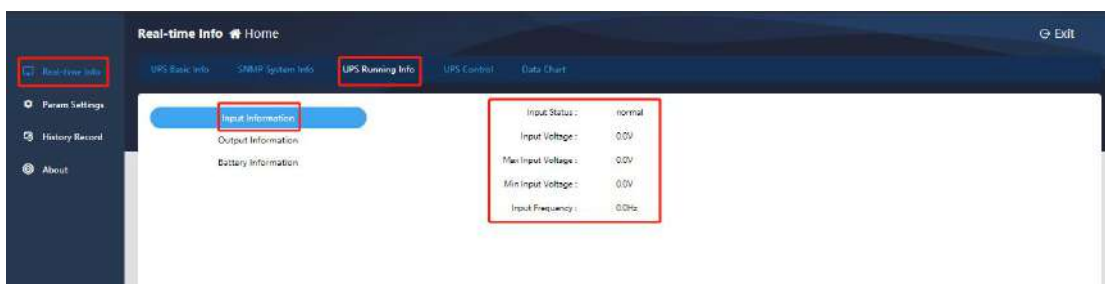 Real-time Info Home Exit
Real-time Info
UPS Basic Info SNMP System Info UPS Running Info UPS Control Data Chart
Param Settings
History Record
About
Input Information
Output Information
Battery Information
Input Status : normal
Input Voltage : 0.0V
Max Input Voltage : 0.0V
Min Input Voltage : 0.0V
Input Frequency : 0.0Hz